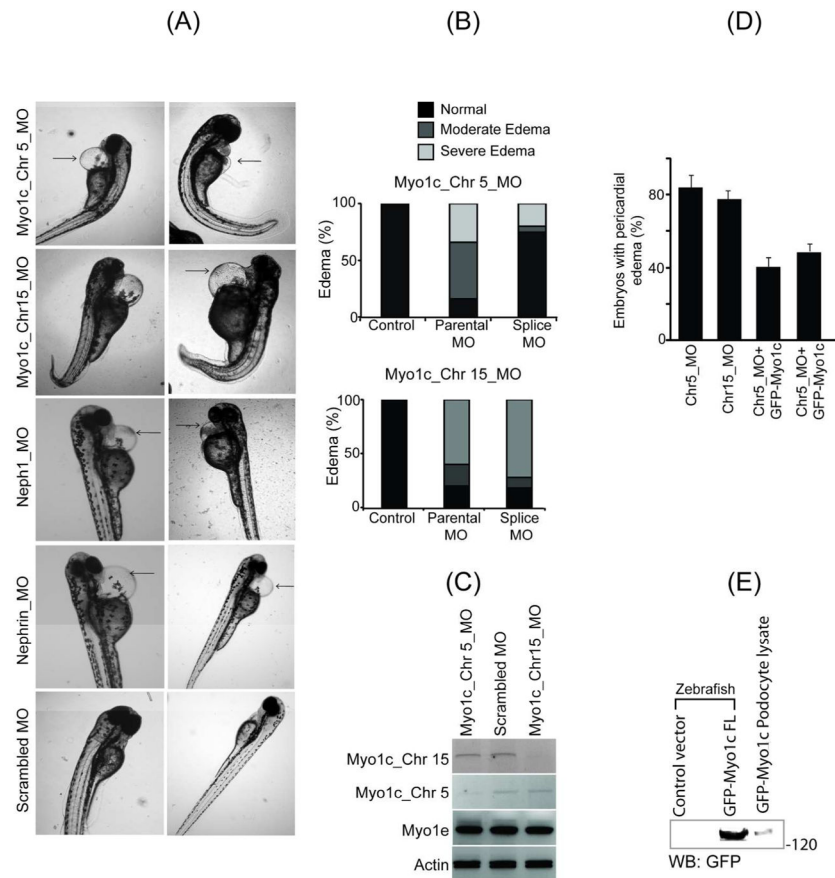 (A)
Myo1c_Chr 5_MO
Myo1c_Chr15_MO
Neph1_MO
Nephrin_MO
Scrambled MO
(B)
Normal
Moderate Edema
Severe Edema
Myo1c_Chr 5_MO
Edema (%)
100
50
0
Control
Parental
MO
Splice
MO
Myo1c_Chr 15_MO
Edema (%)
100
50
0
Control
Parental
MO
Splice
MO
(C)
Myo1c_Chr 5_MO
Scrambled MO
Myo1c_Chr15_MO
Myo1c_Chr 15
Myo1c_Chr 5
Myo1e
Actin
(D)
Embryos with pericardial
edema (%)
80
40
0
Chr5_MO
Chr15_MO
Chr5_MO+
GFP-Myo1c
Chr5_MO+
GFP-Myo1c
(E)
Zebrafish
Control vector
GFP-Myo1c FL
GFP-Myo1c Podocyte lysate
-120
WB: GFP